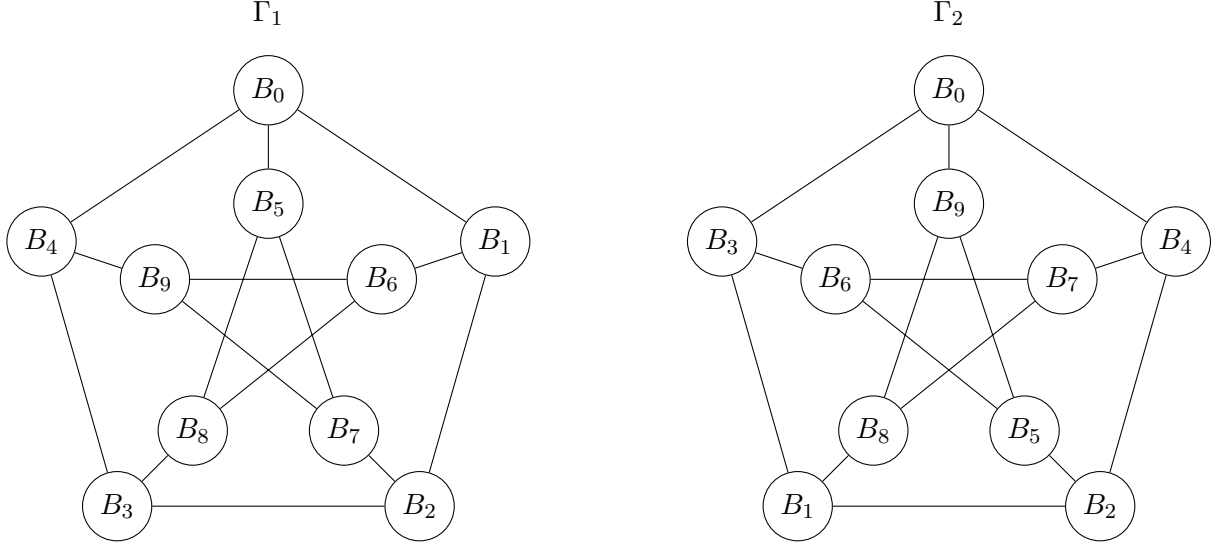 Γ₁ Γ₂
B₀ B₀
B₅ B₉
B₄ B₁ B₃ B₄
B₉ B₆ B₆ B₇
B₈ B₇ B₈ B₅
B₃ B₂ B₁ B₂